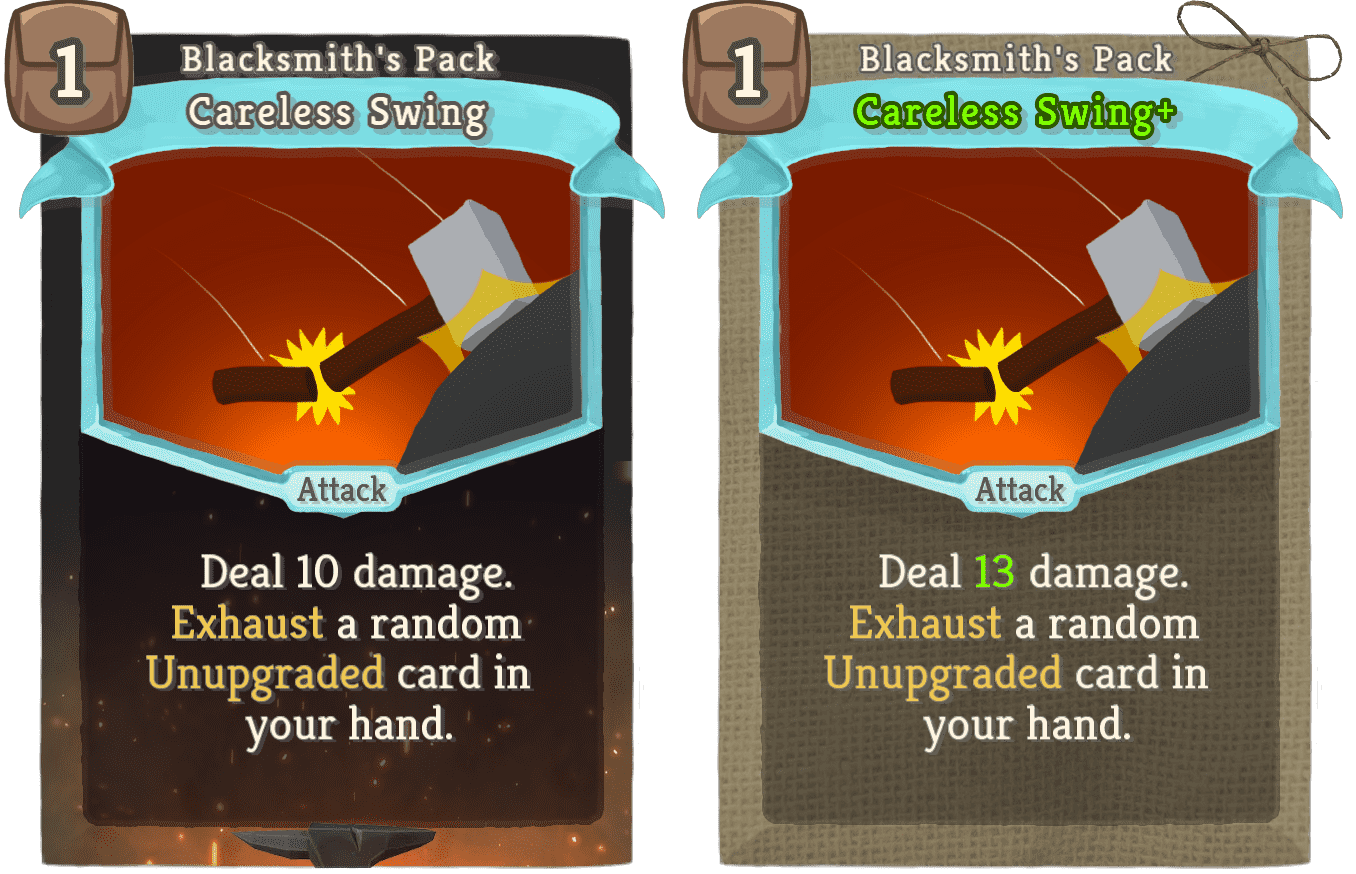 1
Blacksmith's Pack
Careless Swing
Attack
Deal 10 damage.
Exhaust a random
Unupgraded card in
your hand.
1
Blacksmith's Pack
Careless Swing+
Attack
Deal 13 damage.
Exhaust a random
Unupgraded card in
your hand.